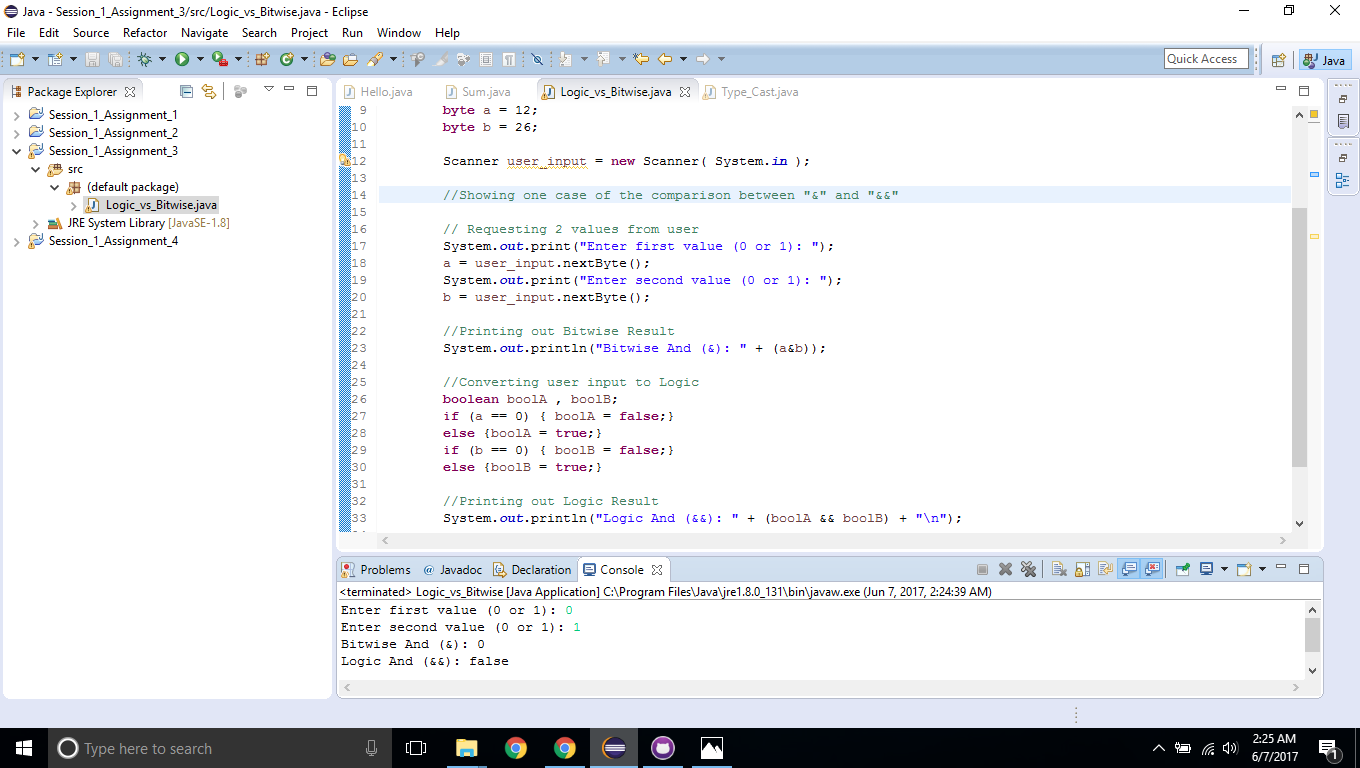 Java - Session_1_Assignment_3/src/Logic_vs_Bitwise.java - Eclipse
File Edit Source Refactor Navigate Search Project Run Window Help
Quick Access
Java
Package Explorer
Session_1_Assignment_1
Session_1_Assignment_2
Session_1_Assignment_3
src
(default package)
Logic_vs_Bitwise.java
JRE System Library [JavaSE-1.8]
Session_1_Assignment_4
Hello.java Sum.java Logic_vs_Bitwise.java Type_Cast.java
9 byte a = 12;
10 byte b = 26;
11
12 Scanner user_input = new Scanner( System.in );
13
14 //Showing one case of the comparison between "&" and "&&"
15
16 // Requesting 2 values from user
17 System.out.print("Enter first value (0 or 1): ");
18 a = user_input.nextByte();
19 System.out.print("Enter second value (0 or 1): ");
20 b = user_input.nextByte();
21
22 //Printing out Bitwise Result
23 System.out.println("Bitwise And (&): " + (a&b));
24
25 //Converting user input to Logic
26 boolean boolA , boolB;
27 if (a == 0) { boolA = false;}
28 else {boolA = true;}
29 if (b == 0) { boolB = false;}
30 else {boolB = true;}
31
32 //Printing out Logic Result
33 System.out.println("Logic And (&&): " + (boolA && boolB) + "\n");
Problems @ Javadoc Declaration Console
<terminated> Logic_vs_Bitwise [Java Application] C:\Program Files\Java\jre1.8.0_131\bin\javaw.exe (Jun 7, 2017, 2:24:39 AM)
Enter first value (0 or 1): 0
Enter second value (0 or 1): 1
Bitwise And (&): 0
Logic And (&&): false
Type here to search
2:25 AM
6/7/2017
1